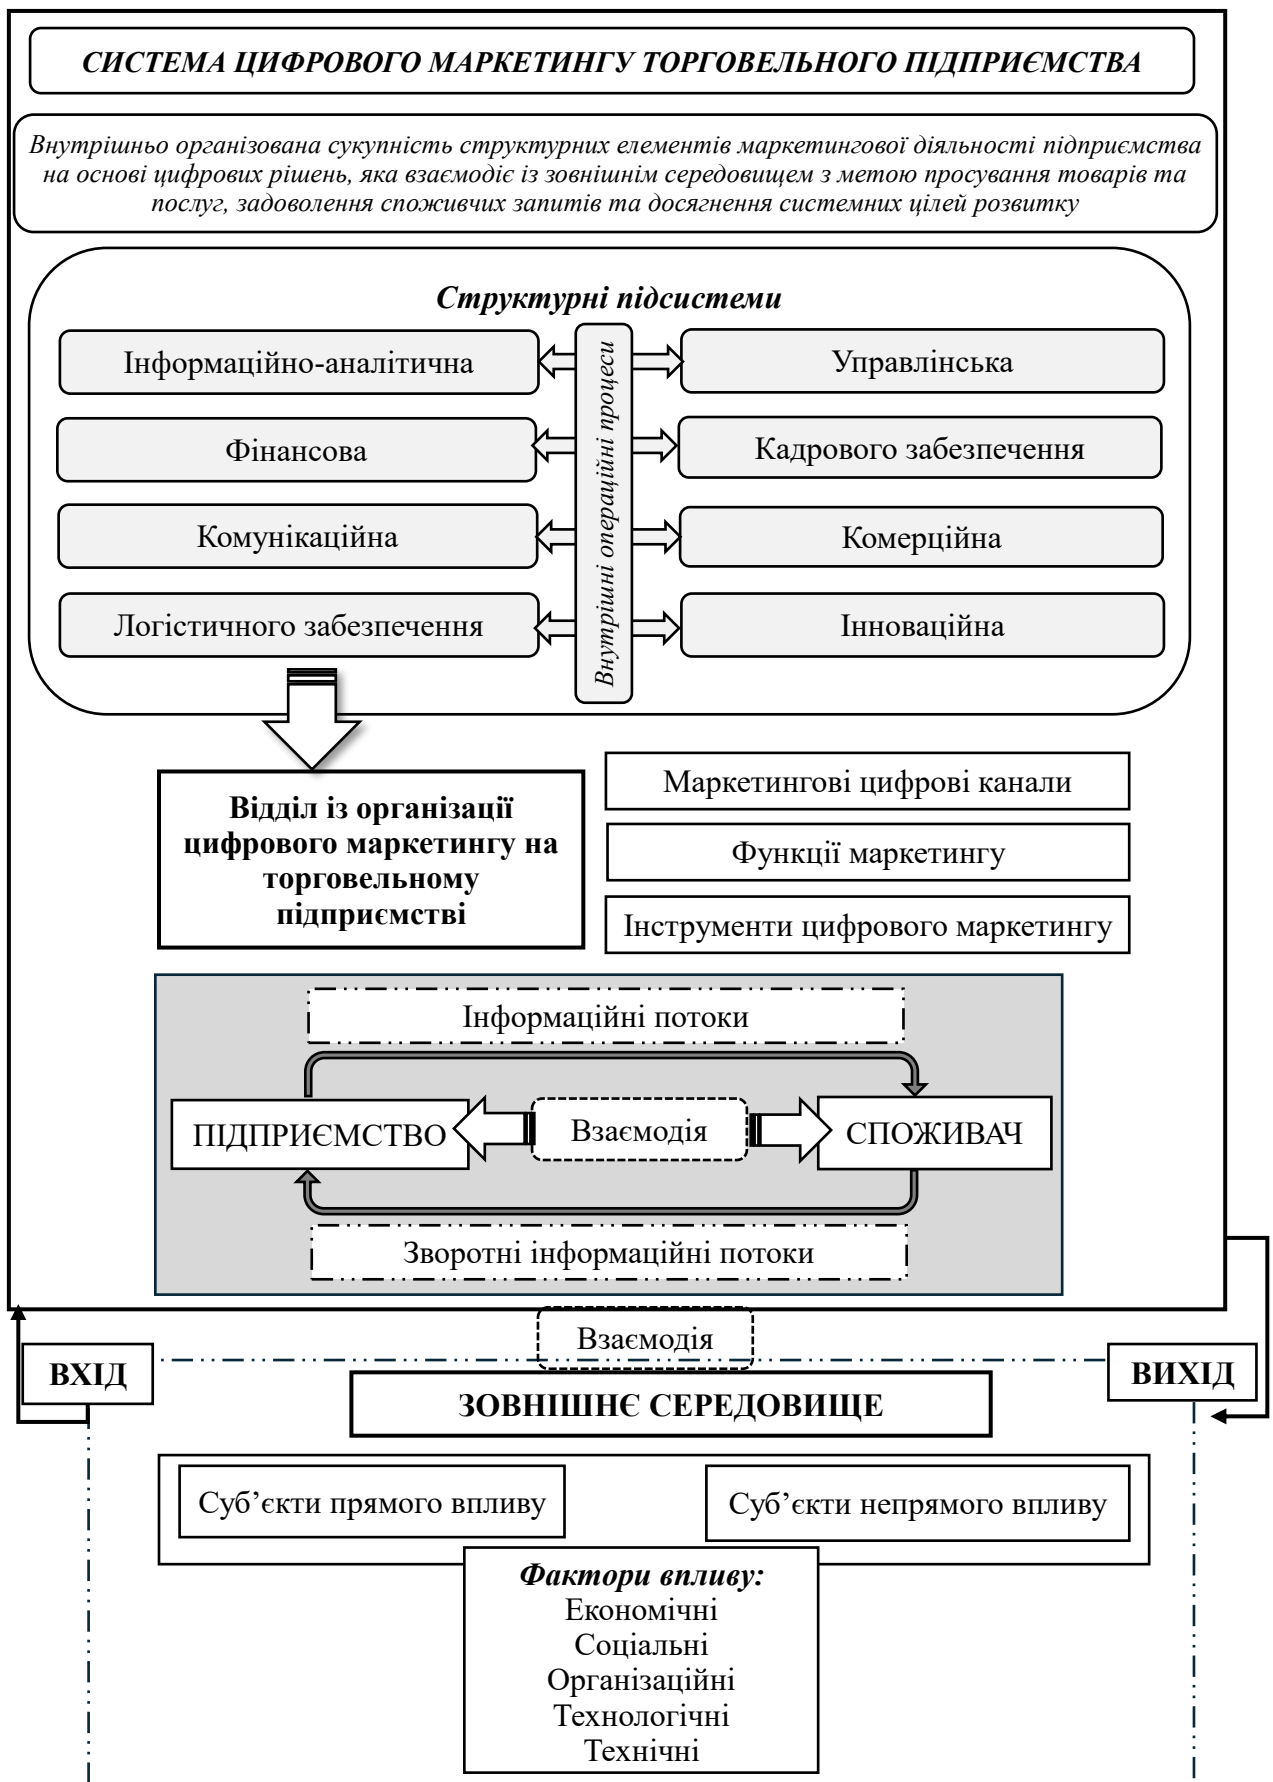 СИСТЕМА ЦИФРОВОГО МАРКЕТИНГУ ТОРГОВЕЛЬНОГО ПІДПРИЄМСТВА
Внутрішньо організована сукупність структурних елементів маркетингової діяльності підприємства
на основі цифрових рішень, яка взаємодіє із зовнішнім середовищем з метою просування товарів та
послуг, задоволення споживчих запитів та досягнення системних цілей розвитку
Структурні підсистеми
Інформаційно-аналітична
Управлінська
Фінансова
Кадрового забезпечення
Комунікаційна
Комерційна
Логістичного забезпечення
Інноваційна
Внутрішні операційні процеси
Відділ із організації
цифрового маркетингу на
торговельному
підприємстві
Маркетингові цифрові канали
Функції маркетингу
Інструменти цифрового маркетингу
Інформаційні потоки
ПІДПРИЄМСТВО
Взаємодія
СПОЖИВАЧ
Зворотні інформаційні потоки
Взаємодія
ВХІД
ВИХІД
ЗОВНІШНЄ СЕРЕДОВИЩЕ
Суб’єкти прямого впливу
Суб’єкти непрямого впливу
Фактори впливу:
Економічні
Соціальні
Організаційні
Технологічні
Технічні